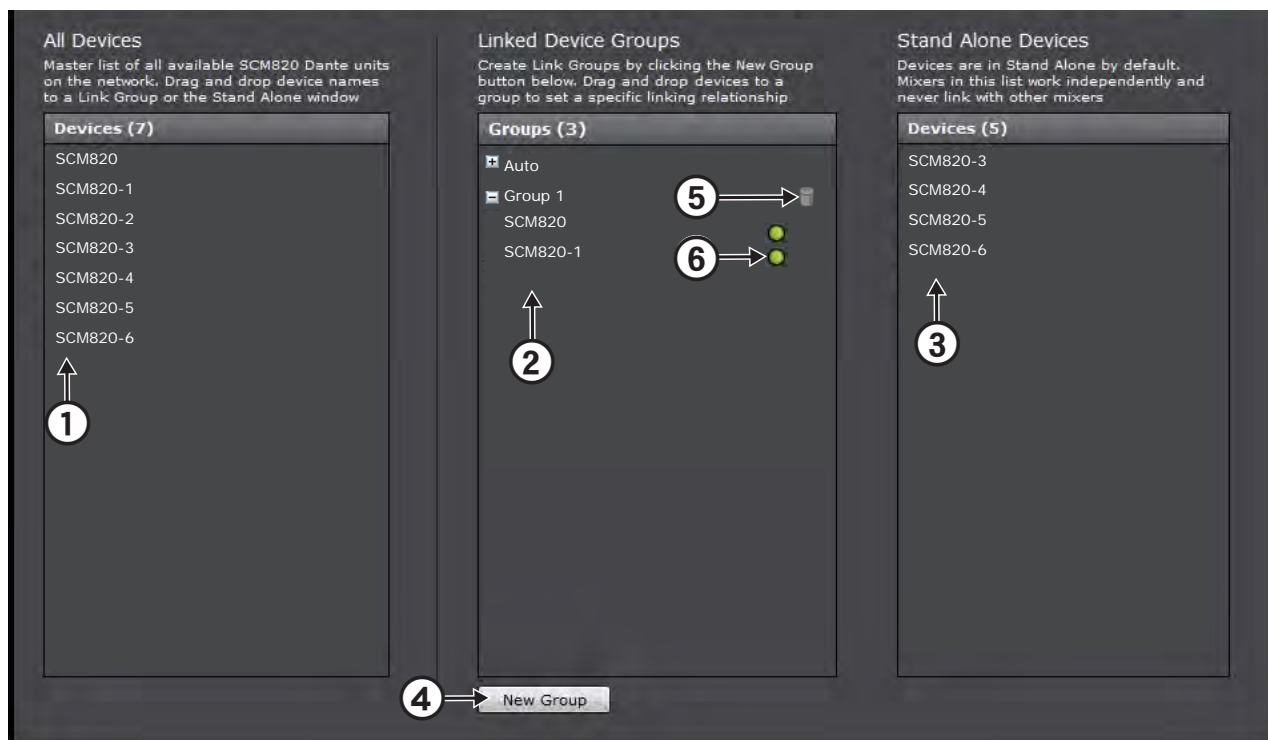 All Devices
Master list of all available SCM820 Dante units
on the network. Drag and drop device names
to a Link Group or the Stand Alone window
Devices (7)
SCM820
SCM820-1
SCM820-2
SCM820-3
SCM820-4
SCM820-5
SCM820-6
1
Linked Device Groups
Create Link Groups by clicking the New Group
button below. Drag and drop devices to a
group to set a specific linking relationship
Groups (3)
Auto
Group 1
5
SCM820
SCM820-1
6
2
4
New Group
Stand Alone Devices
Devices are in Stand Alone by default.
Mixers in this list work independently and
never link with other mixers
Devices (5)
SCM820-3
SCM820-4
SCM820-5
SCM820-6
3